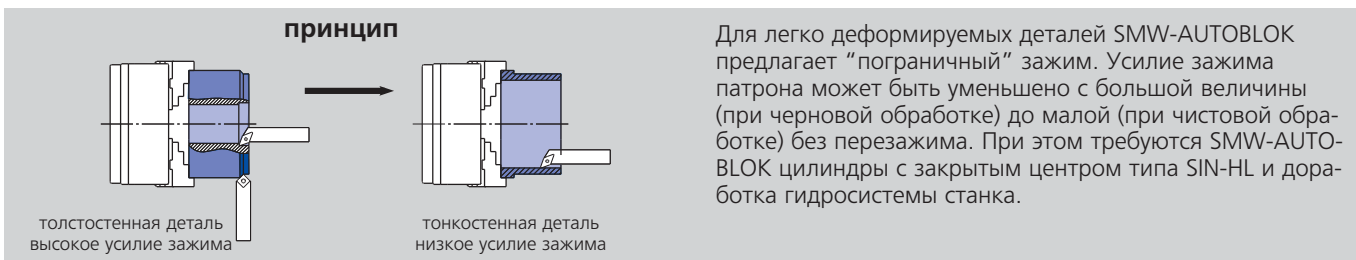 принцип
толстостенная деталь
высокое усилие зажима
тонкостенная деталь
низкое усилие зажима
Для легко деформируемых деталей SMW-AUTOBLOK
предлагает “пограничный” зажим. Усилие зажима
патрона может быть уменьшено с большой величины
(при черновой обработке) до малой (при чистовой обра-
ботке) без перезажима. При этом требуются SMW-AUTO-
BLOK цилиндры с закрытым центром типа SIN-HL и дора-
ботка гидросистемы станка.